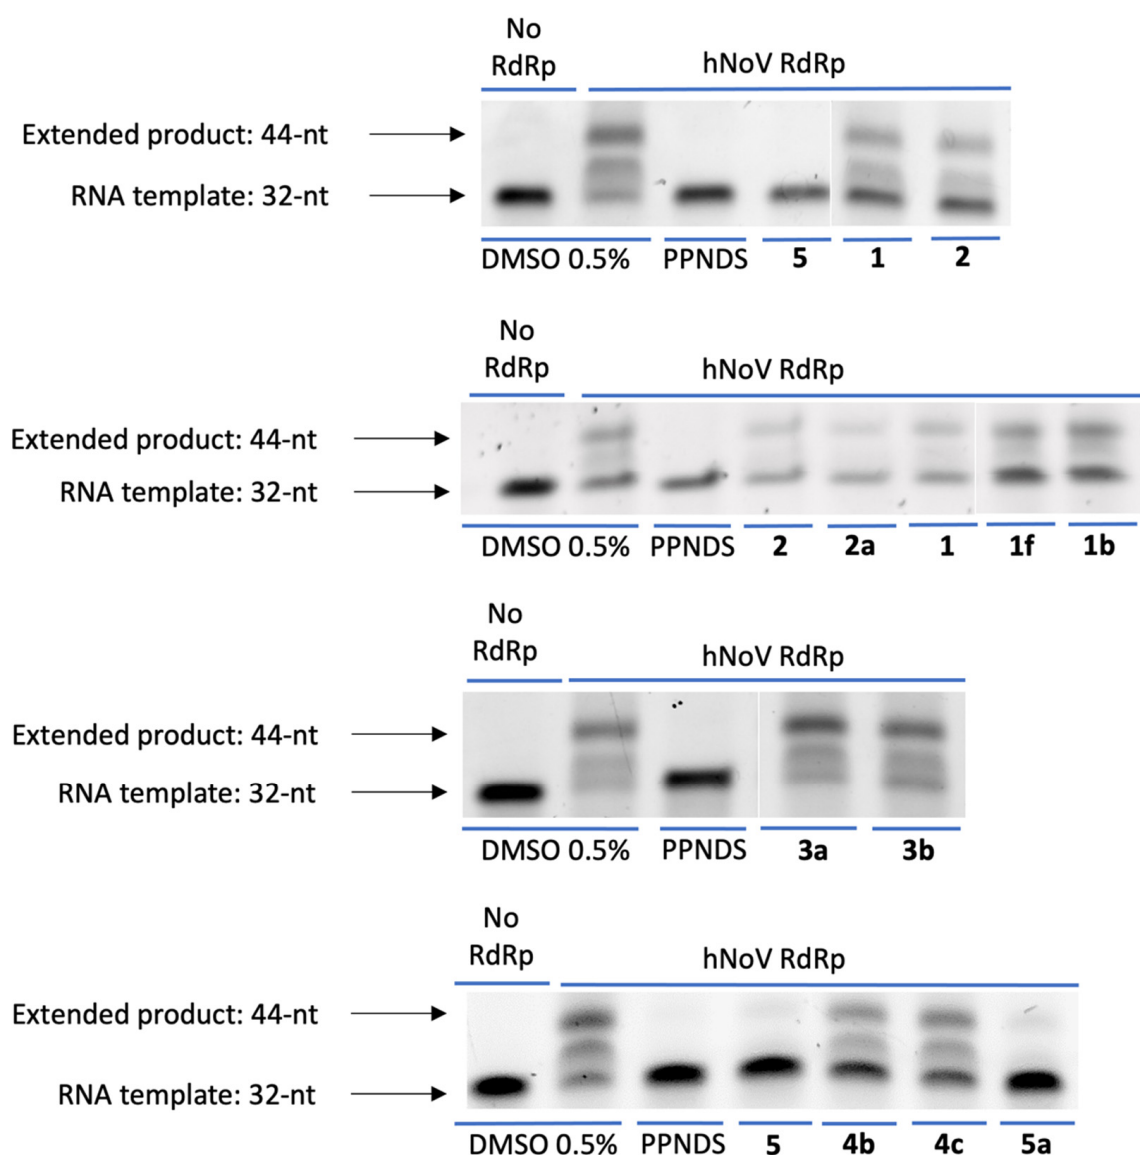 No
RdRp
hNoV RdRp
Extended product: 44-nt
RNA template: 32-nt
DMSO 0.5% PPNDS 5 1 2
No
RdRp
hNoV RdRp
Extended product: 44-nt
RNA template: 32-nt
DMSO 0.5% PPNDS 2 2a 1 1f 1b
No
RdRp
hNoV RdRp
Extended product: 44-nt
RNA template: 32-nt
DMSO 0.5% PPNDS 3a 3b
No
RdRp
hNoV RdRp
Extended product: 44-nt
RNA template: 32-nt
DMSO 0.5% PPNDS 5 4b 4c 5a